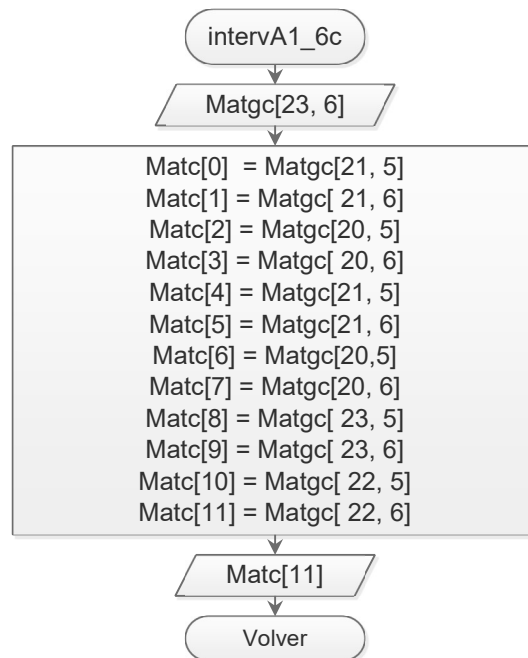 intervA1_6c
Matgc[23, 6]
Matc[0]  = Matgc[21, 5]
Matc[1] = Matgc[ 21, 6]
Matc[2] = Matgc[20, 5]
Matc[3] = Matgc[ 20, 6]
Matc[4] = Matgc[21, 5]
Matc[5] = Matgc[21, 6]
Matc[6] = Matgc[20,5]
Matc[7] = Matgc[20, 6]
Matc[8] = Matgc[ 23, 5]
Matc[9] = Matgc[ 23, 6]
Matc[10] = Matgc[ 22, 5]
Matc[11] = Matgc[ 22, 6]
Matc[11]
Volver